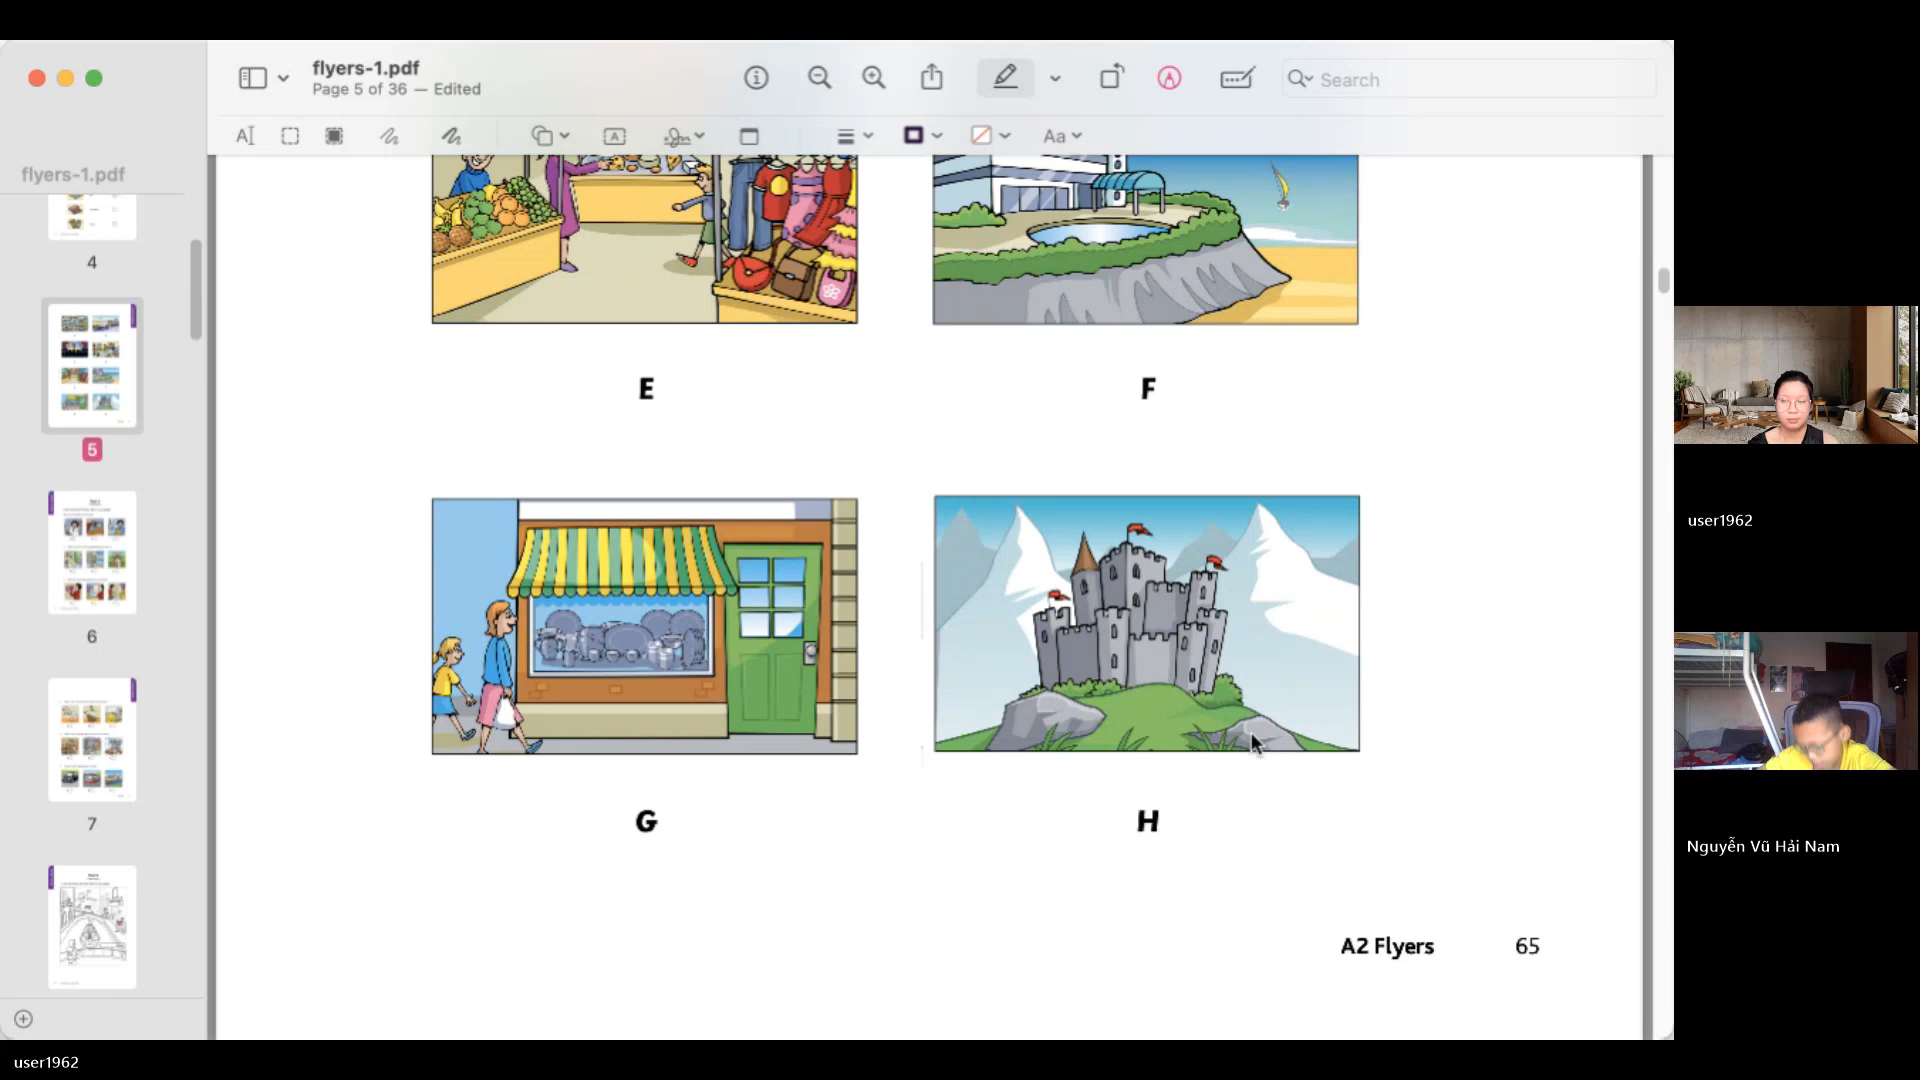 flyers-1.pdf
Page 5 of 36 — Edited
Search
A
Aa
flyers-1.pdf
4
5
6
7
E
F
G
H
A2 Flyers 65
user1962
Nguyễn Vũ Hải Nam
user1962